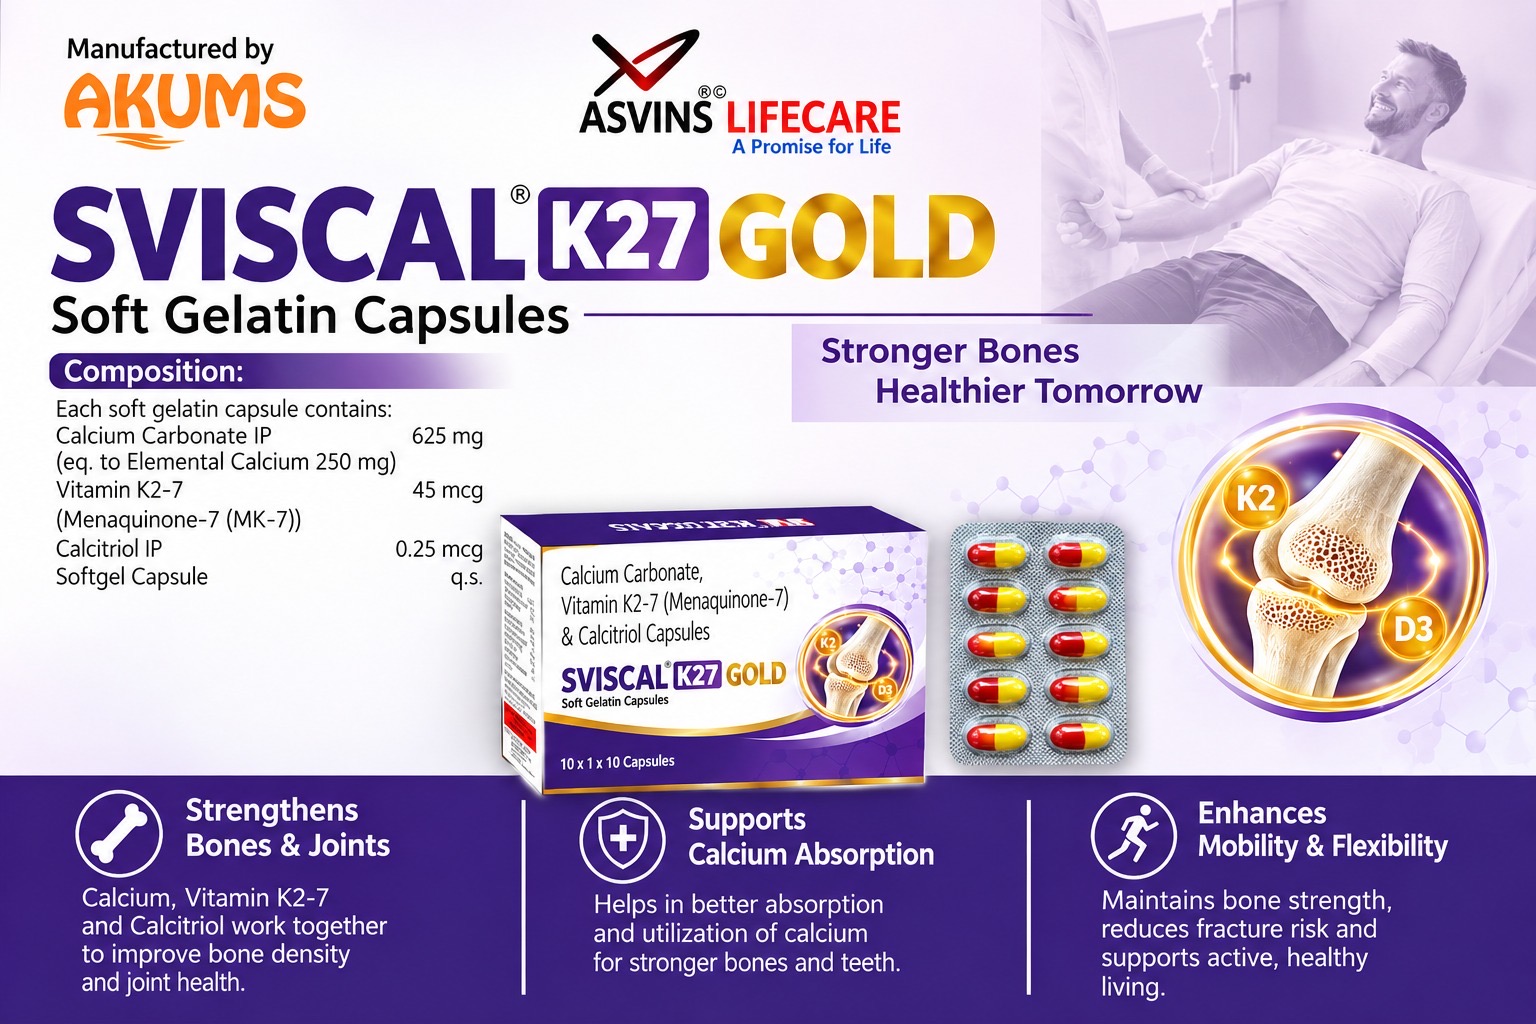 Manufactured by
AKUMS
ASVINS®© LIFECARE
A Promise for Life
SVISCAL® K27 GOLD
Soft Gelatin Capsules
Stronger Bones
Healthier Tomorrow
Composition:
Each soft gelatin capsule contains:
Calcium Carbonate IP 625 mg
(eq. to Elemental Calcium 250 mg)
Vitamin K2-7 45 mcg
(Menaquinone-7 (MK-7))
Calcitriol IP 0.25 mcg
Softgel Capsule q.s.
K2
D3
Calcium Carbonate,
Vitamin K2-7 (Menaquinone-7)
& Calcitriol Capsules
SVISCAL® K27 GOLD
Soft Gelatin Capsules
K2
D3
10 x 1 x 10 Capsules
Strengthens
Bones & Joints
Calcium, Vitamin K2-7
and Calcitriol work together
to improve bone density
and joint health.
Supports
Calcium Absorption
Helps in better absorption
and utilization of calcium
for stronger bones and teeth.
Enhances
Mobility & Flexibility
Maintains bone strength,
reduces fracture risk and
supports active, healthy
living.